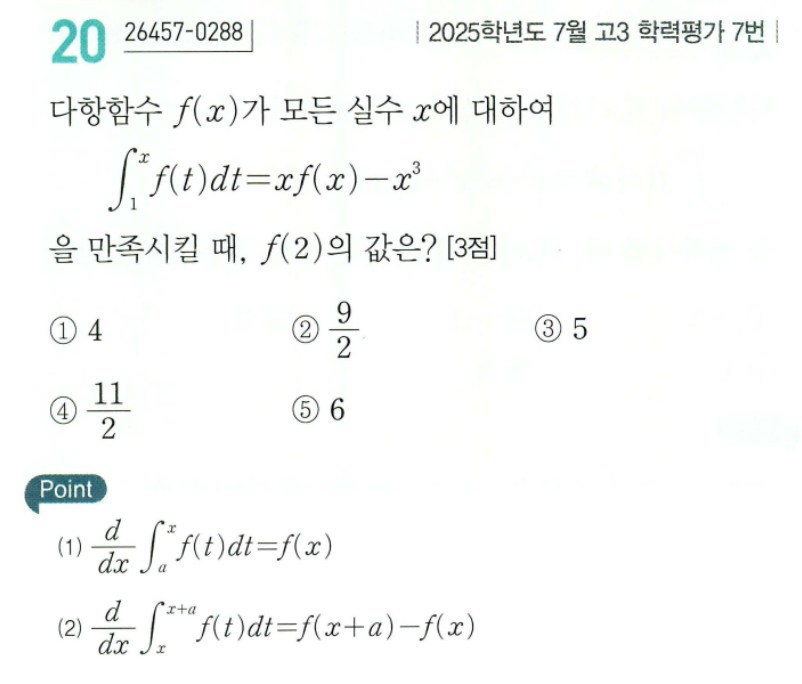 20 26457-0288 | 2025학년도 7월 고3 학력평가 7번 |
다항함수 f(x)가 모든 실수 x에 대하여
∫₁ˣ f(t)dt=xf(x)-x³
을 만족시킬 때, f(2)의 값은? [3점]
① 4 ② 9/2 ③ 5
④ 11/2 ⑤ 6
Point
(1) d/dx ∫ₐˣ f(t)dt=f(x)
(2) d/dx ∫ₓˣ⁺ᵃ f(t)dt=f(x+a)-f(x)